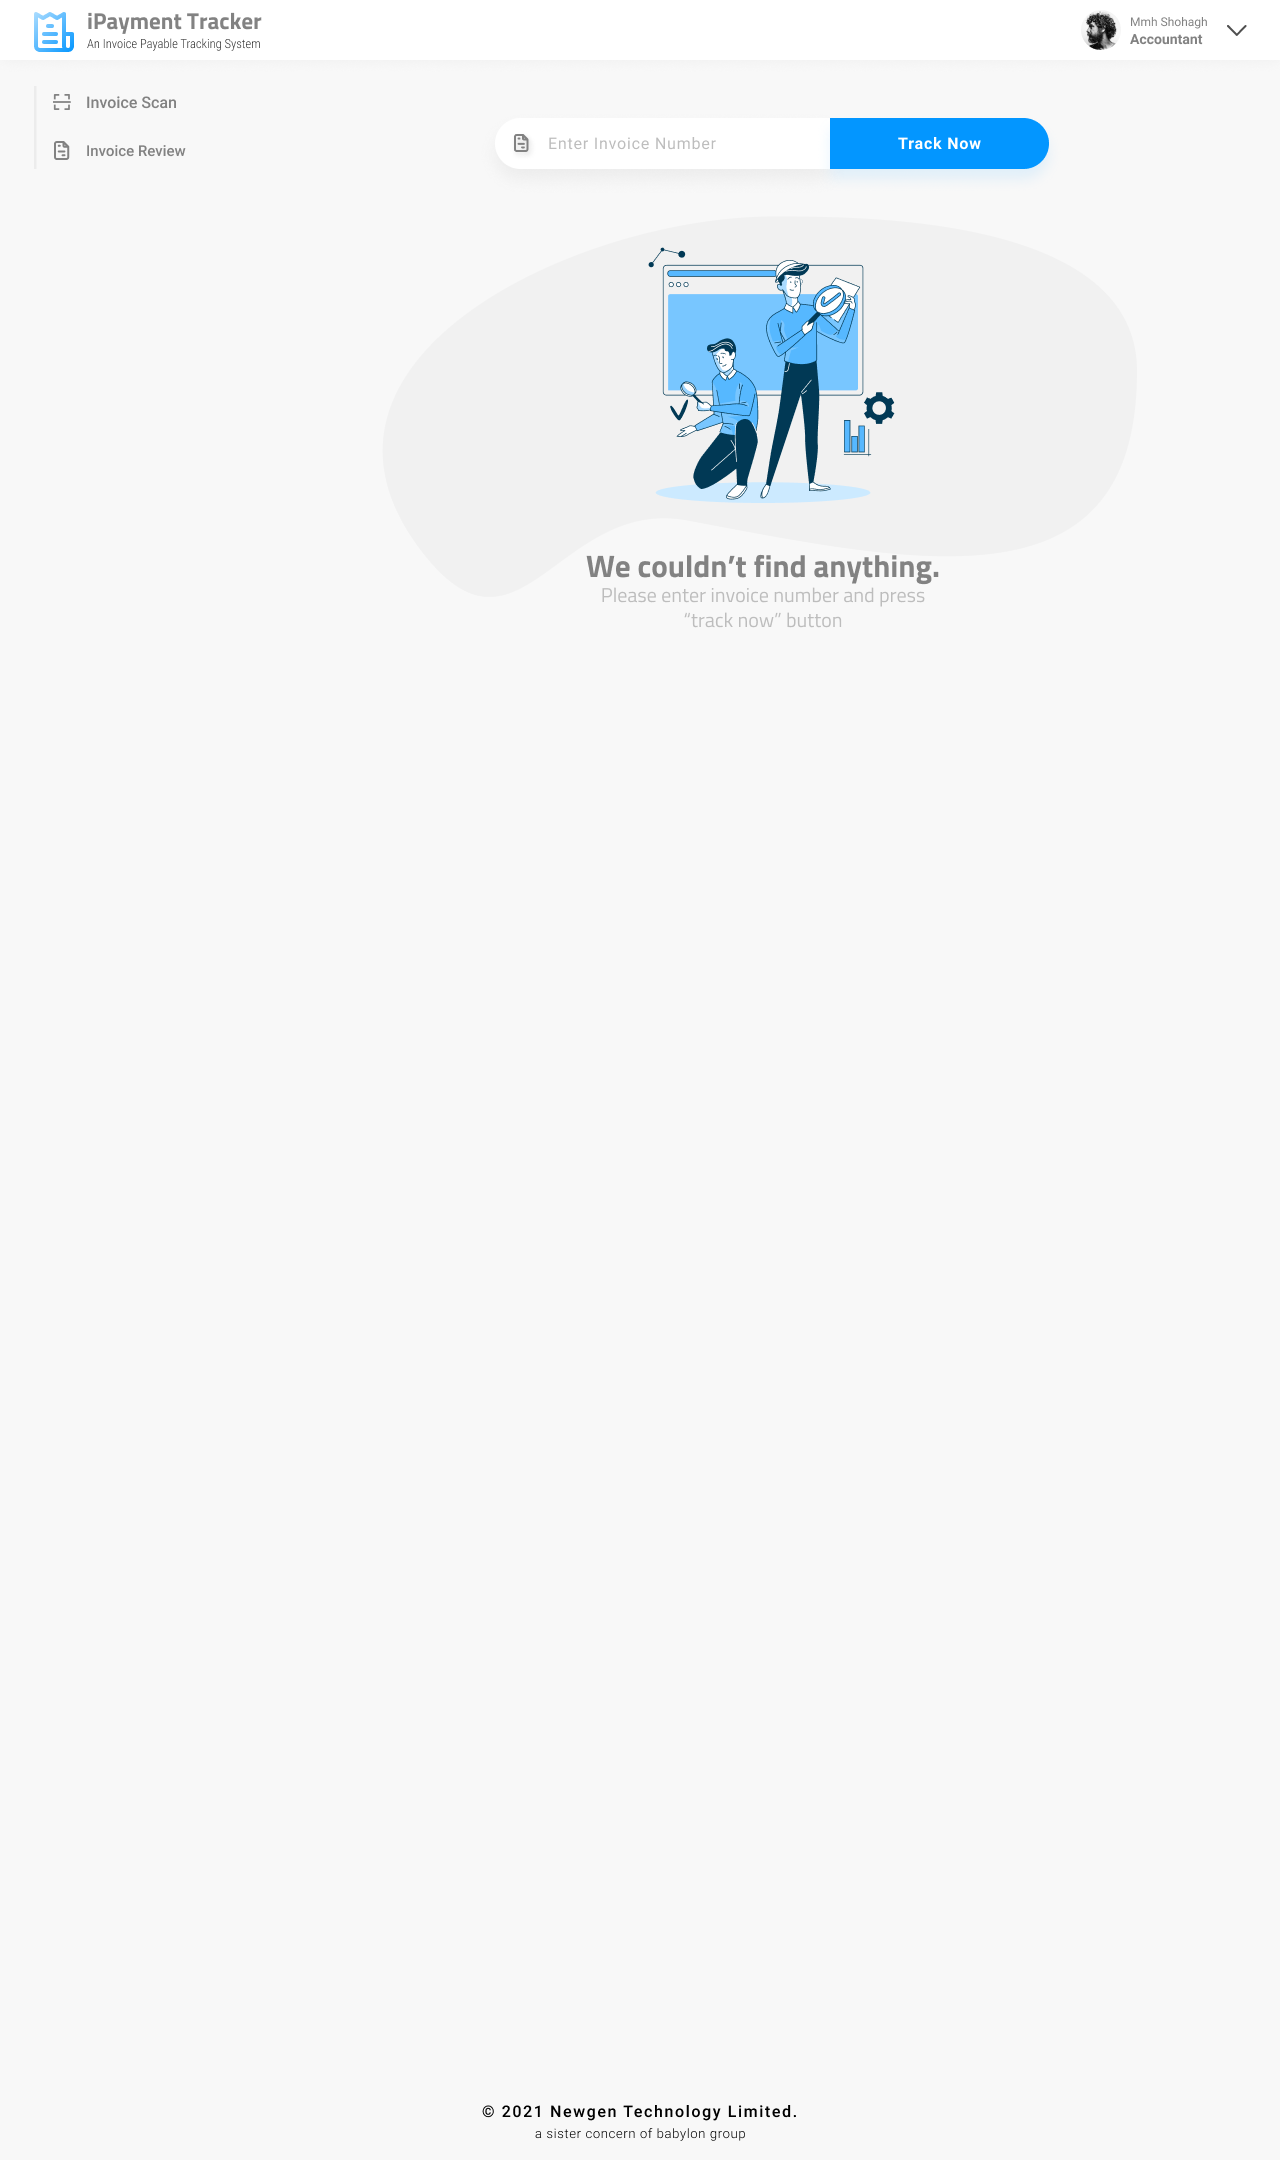 iPayment Tracker
An Invoice Payable Tracking System
Mmh Shohagh
Accountant
Invoice Scan
Invoice Review
Enter Invoice Number
Track Now
We couldn’t find anything.
Please enter invoice number and press
“track now” button
© 2021 Newgen Technology Limited.
a sister concern of babylon group